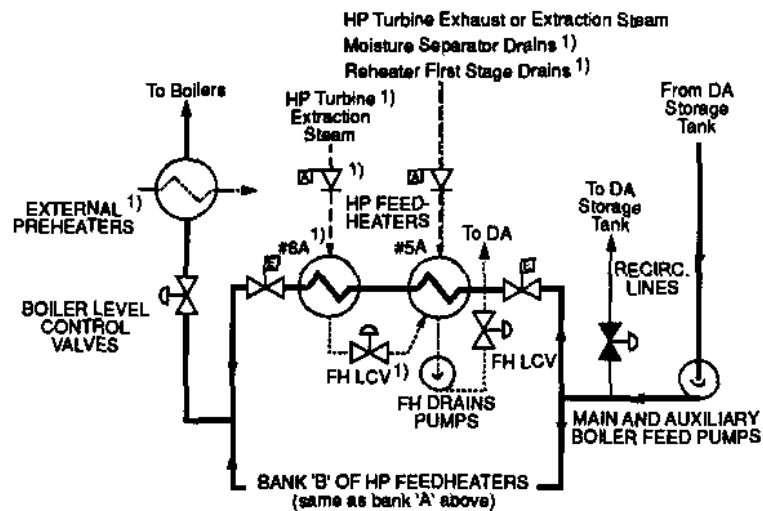 HP Turbine Exhaust or Extraction Steam
Moisture Separator Drains 1)
Reheater First Stage Drains 1)
To Boilers
HP Turbine 1)
Extraction
Steam
From DA
Storage
Tank
A
1)
A
To DA
Storage
Tank
EXTERNAL 1)
PREHEATERS
HP FEED-
HEATERS
To DA
1)
#6A
#5A
E
E
RECIRC.
LINES
BOILER LEVEL
CONTROL
VALVES
FH LCV 1)
FH LCV
FH DRAINS
PUMPS
MAIN AND AUXILIARY
BOILER FEED PUMPS
BANK 'B' OF HP FEEDHEATERS
(same as bank 'A' above)